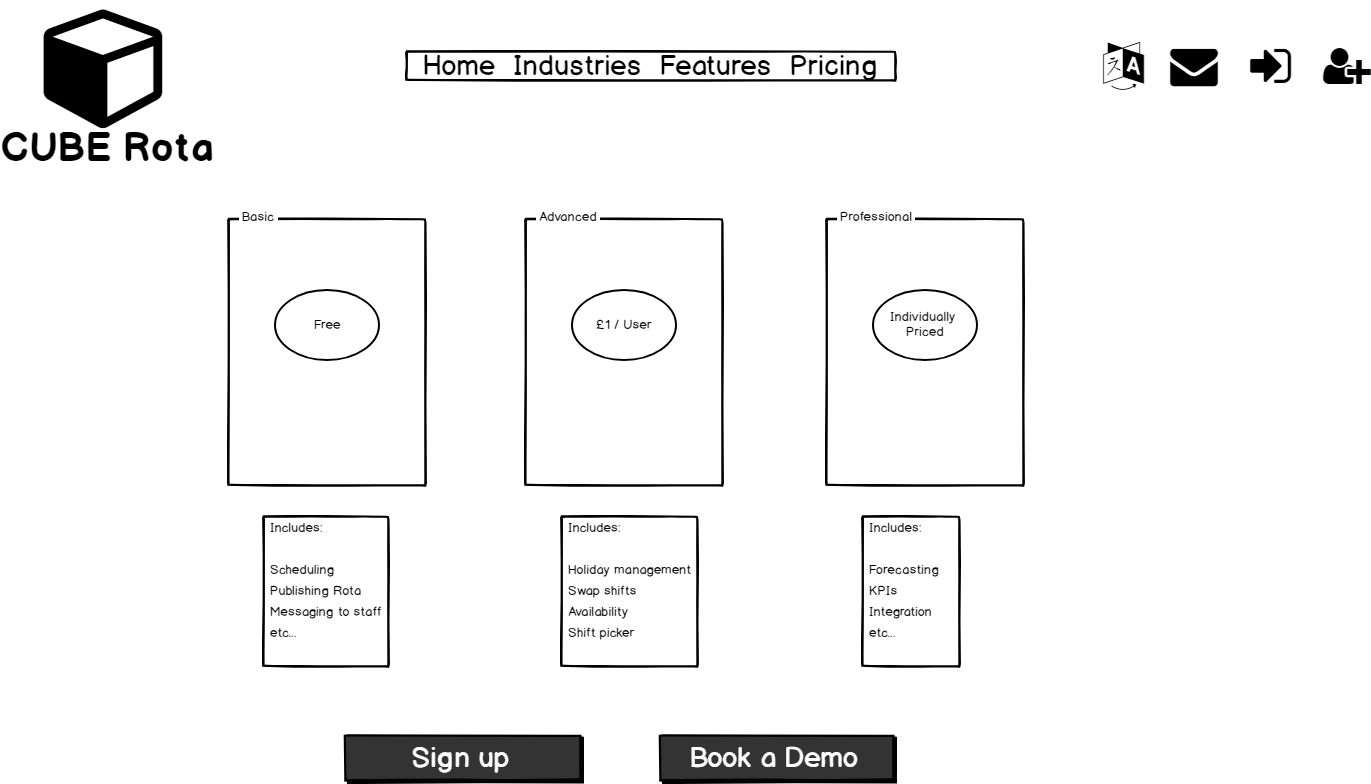 CUBE Rota
Home Industries Features Pricing
文 A
Basic
Free
Advanced
£1 / User
Professional
Individually
Priced
Includes:
Scheduling
Publishing Rota
Messaging to staff
etc...
Includes:
Holiday management
Swap shifts
Availability
Shift picker
Includes:
Forecasting
KPIs
Integration
etc...
Sign up
Book a Demo